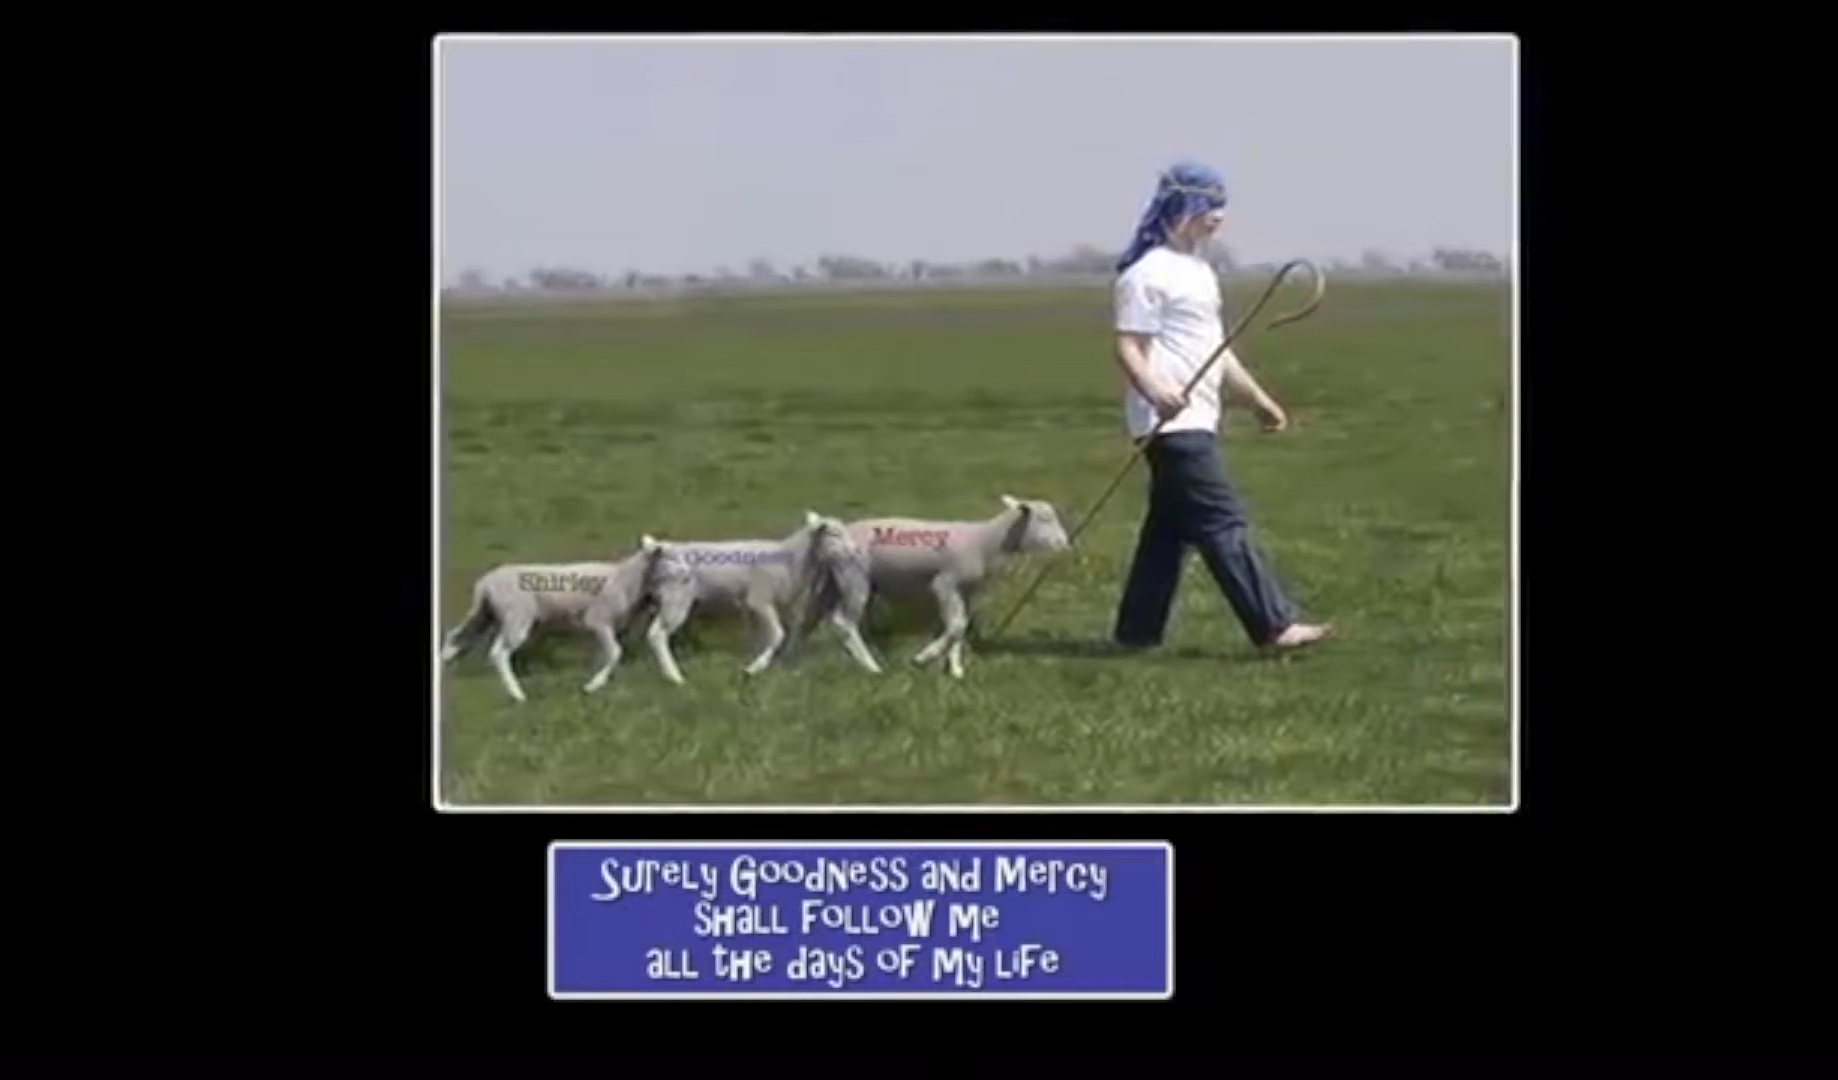 Shirley Goodness Mercy
Surely Goodness and Mercy
shall follow me
all the days of my life